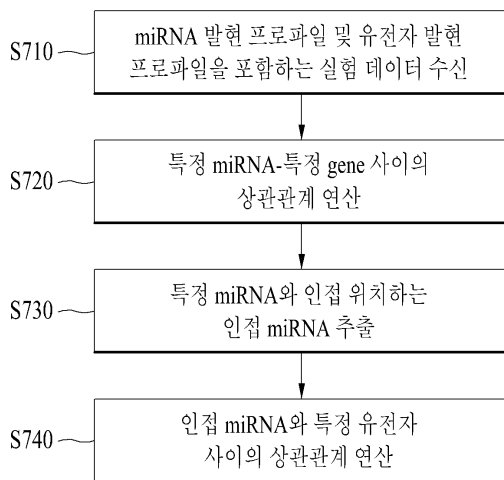 S710
miRNA 발현 프로파일 및 유전자 발현
프로파일을 포함하는 실험 데이터 수신
S720
특정 miRNA-특정 gene 사이의
상관관계 연산
S730
특정 miRNA와 인접 위치하는
인접 miRNA 추출
S740
인접 miRNA와 특정 유전자
사이의 상관관계 연산